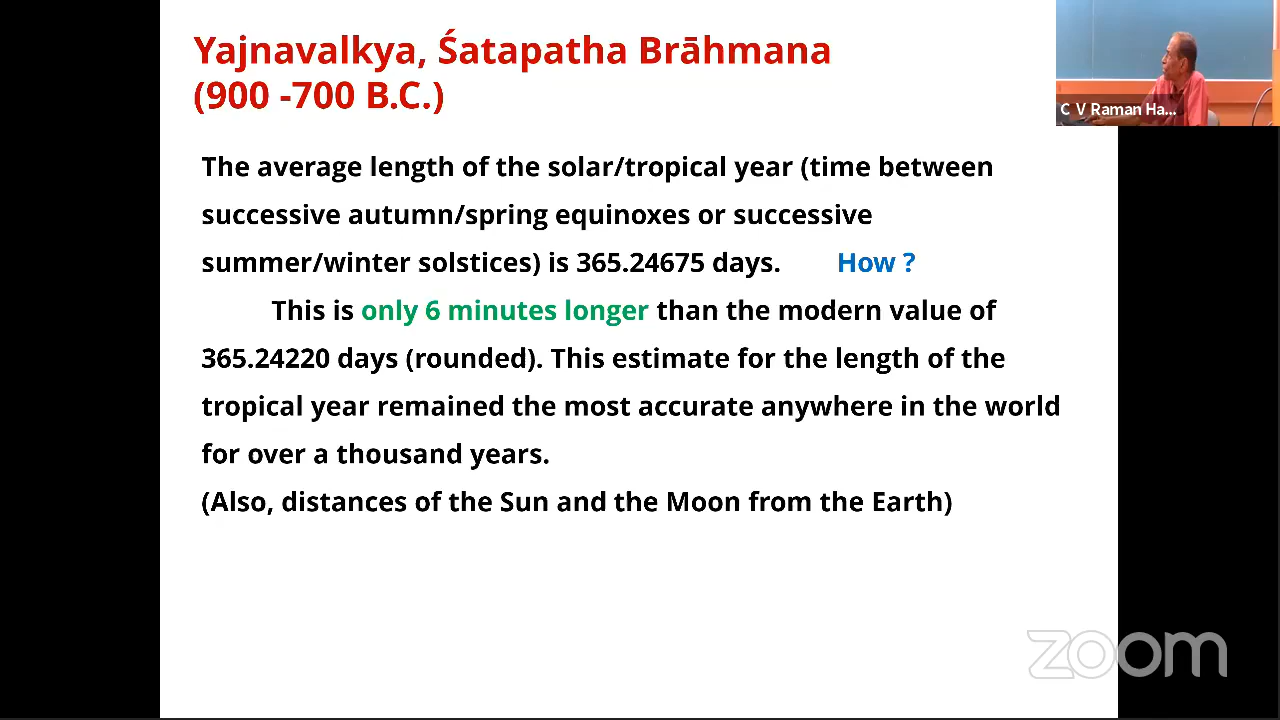 Yajnavalkya, Śatapatha Brāhmana
(900 -700 B.C.)
C V Raman Ha...
The average length of the solar/tropical year (time between
successive autumn/spring equinoxes or successive
summer/winter solstices) is 365.24675 days. How ?
This is only 6 minutes longer than the modern value of
365.24220 days (rounded). This estimate for the length of the
tropical year remained the most accurate anywhere in the world
for over a thousand years.
(Also, distances of the Sun and the Moon from the Earth)
zoom